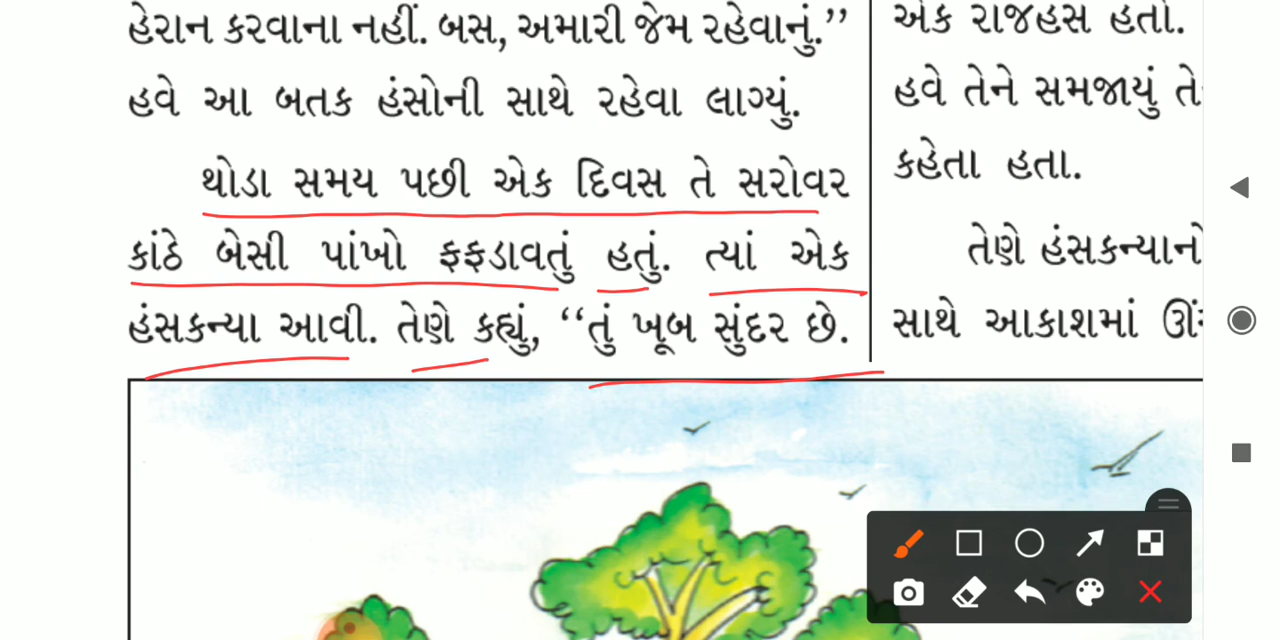 હેરાન કરવાના નહીં. બસ, અમારી જેમ રહેવાનું.’’
હવે આ બતક હંસોની સાથે રહેવા લાગ્યું.
થોડા સમય પછી એક દિવસ તે સરોવર
કાંઠે બેસી પાંખો ફફડાવતું હતું. ત્યાં એક
હંસકન્યા આવી. તેણે કહ્યું, ‘‘તું ખૂબ સુંદર છે.
એક રાજહંસ હતો.
હવે તેને સમજાયું
કહેતા હતા.
તેણે હંસકન્યાનો
સાથે આકાશમાં